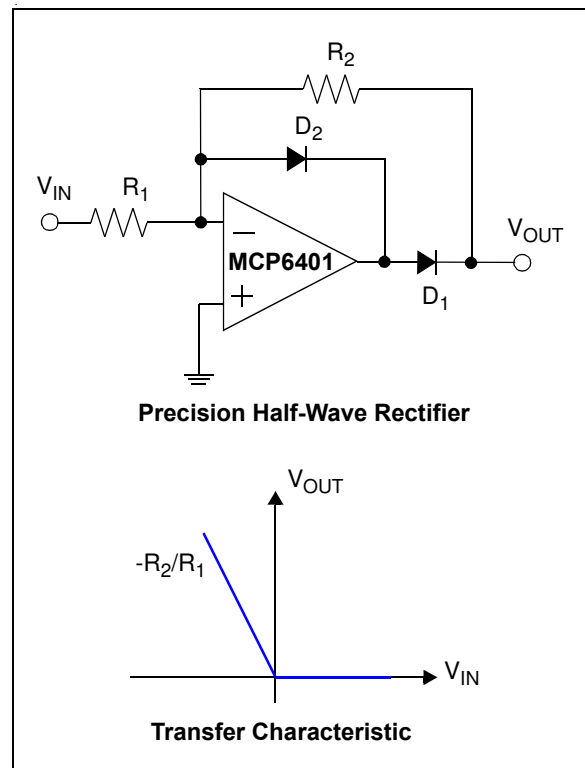 R2
D2
VIN
R1
VOUT
MCP6401
D1
Precision Half-Wave Rectifier
VOUT
-R2/R1
VIN
Transfer Characteristic